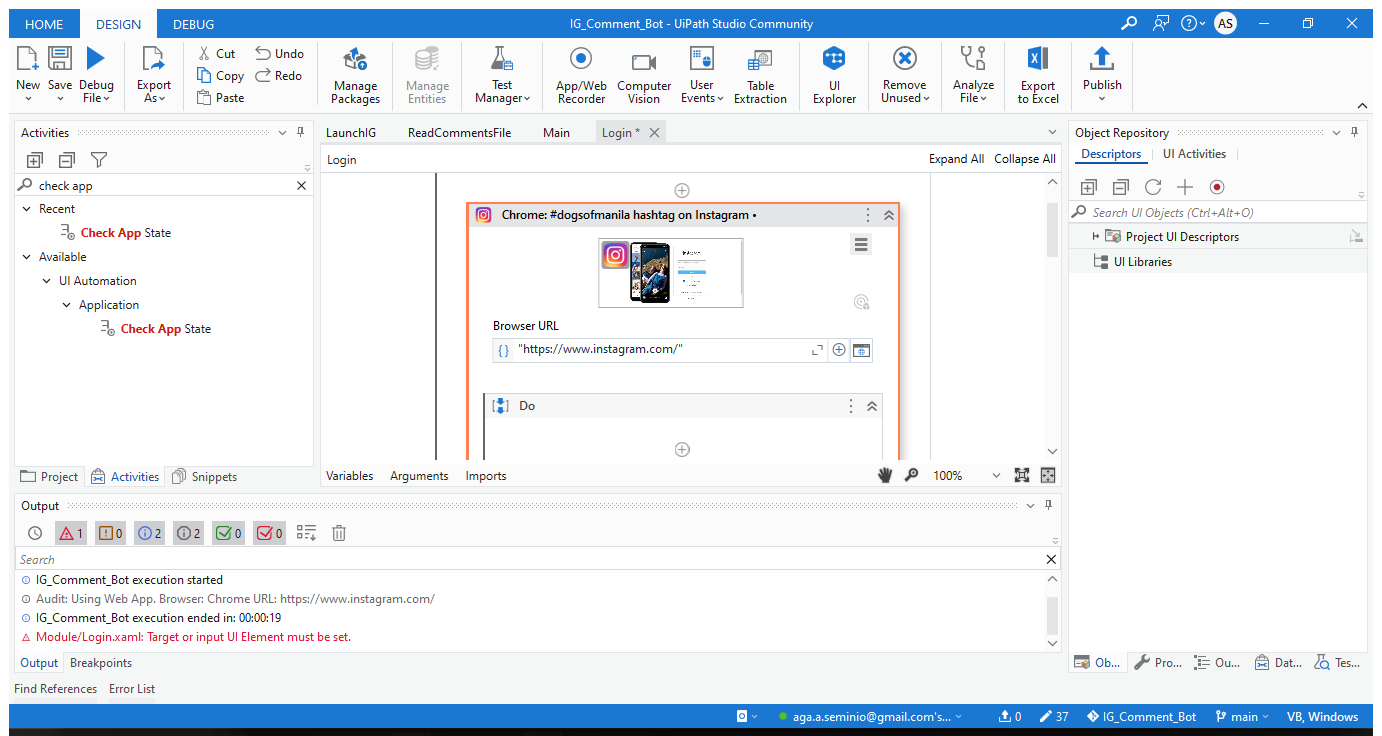 HOME DESIGN DEBUG IG_Comment_Bot - UiPath Studio Community AS
New Save Debug File Export As Cut Copy Paste Undo Redo Manage Packages Manage Entities Test Manager App/Web Recorder Computer Vision User Events Table Extraction UI Explorer Remove Unused Analyze File Export to Excel Publish
Activities
check app
Recent
Check App State
Available
UI Automation
Application
Check App State
Project Activities Snippets
LaunchIG ReadCommentsFile Main Login *
Login Expand All Collapse All
Chrome: #dogsofmanila hashtag on Instagram •
Browser URL
"https://www.instagram.com/"
Do
Variables Arguments Imports 100%
Object Repository
Descriptors UI Activities
Search UI Objects (Ctrl+Alt+O)
Project UI Descriptors
UI Libraries
Output
1 0 2 2 0 0
Search
IG_Comment_Bot execution started
Audit: Using Web App. Browser: Chrome URL: https://www.instagram.com/
IG_Comment_Bot execution ended in: 00:00:19
Module/Login.xaml: Target or input UI Element must be set.
Output Breakpoints
Ob... Pro... Ou... Dat... Tes...
Find References Error List
aga.a.seminio@gmail.com's... 0 37 IG_Comment_Bot main VB, Windows